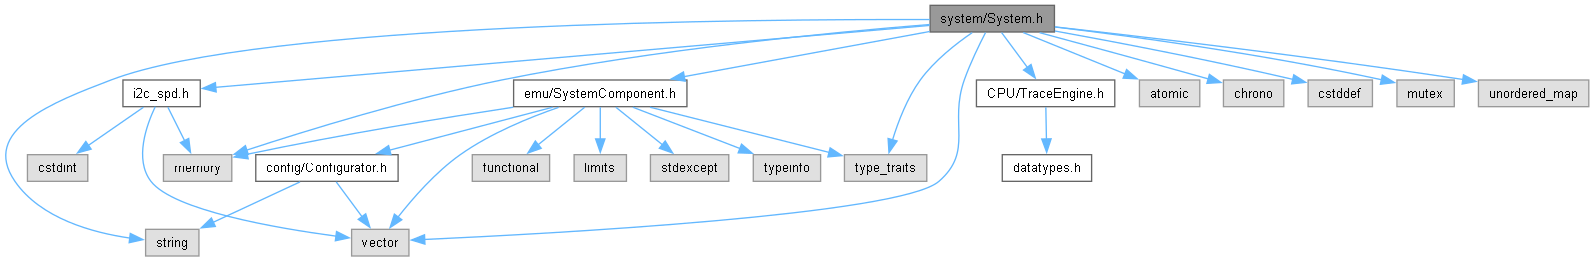 system/System.h
i2c_spd.h
emu/SystemComponent.h
CPU/TraceEngine.h
atomic
chrono
cstddef
mutex
unordered_map
cstdint
memory
config/Configurator.h
functional
limits
stdexcept
typeinfo
type_traits
datatypes.h
string
vector